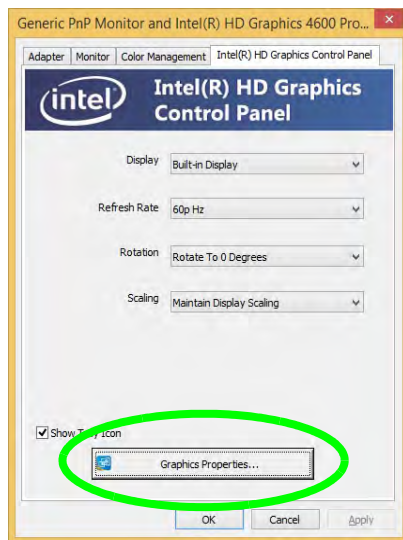 Generic PnP Monitor and Intel(R) HD Graphics 4600 Pro...
Adapter Monitor Color Management Intel(R) HD Graphics Control Panel
intel
Intel(R) HD Graphics
Control Panel
Display Built-in Display
Refresh Rate 60p Hz
Rotation Rotate To 0 Degrees
Scaling Maintain Display Scaling
Show Tray Icon
Graphics Properties...
OK Cancel Apply